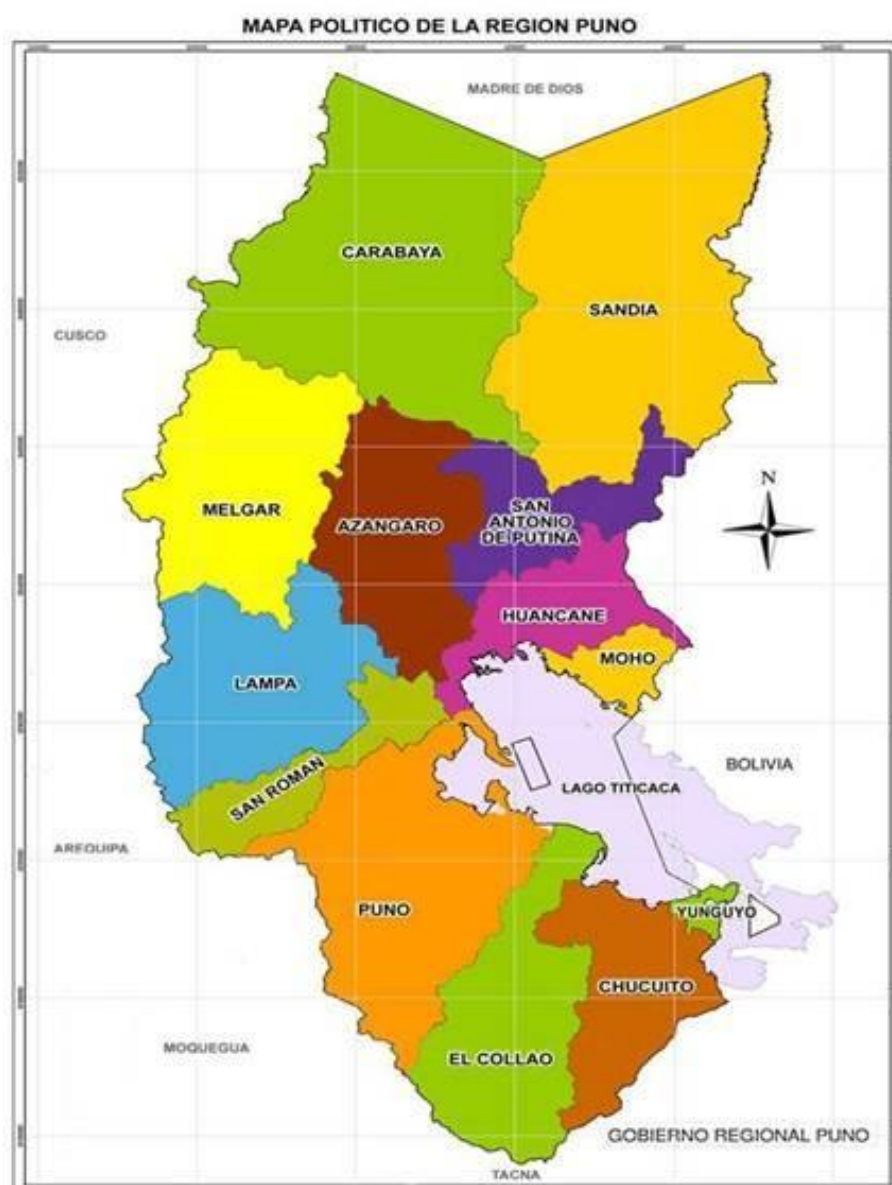 MAPA POLITICO DE LA REGION PUNO
MADRE DE DIOS
CARABAYA
SANDIA
CUSCO
N
MELGAR
AZANGARO
SAN
ANTONIO
DE PUTINA
HUANCANE
MOHO
LAMPA
BOLIVIA
SAN ROMAN
LAGO TITICACA
AREQUIPA
PUNO
YUNGUYO
CHUCUITO
MOQUEGUA
EL COLLAO
GOBIERNO REGIONAL PUNO
TACNA